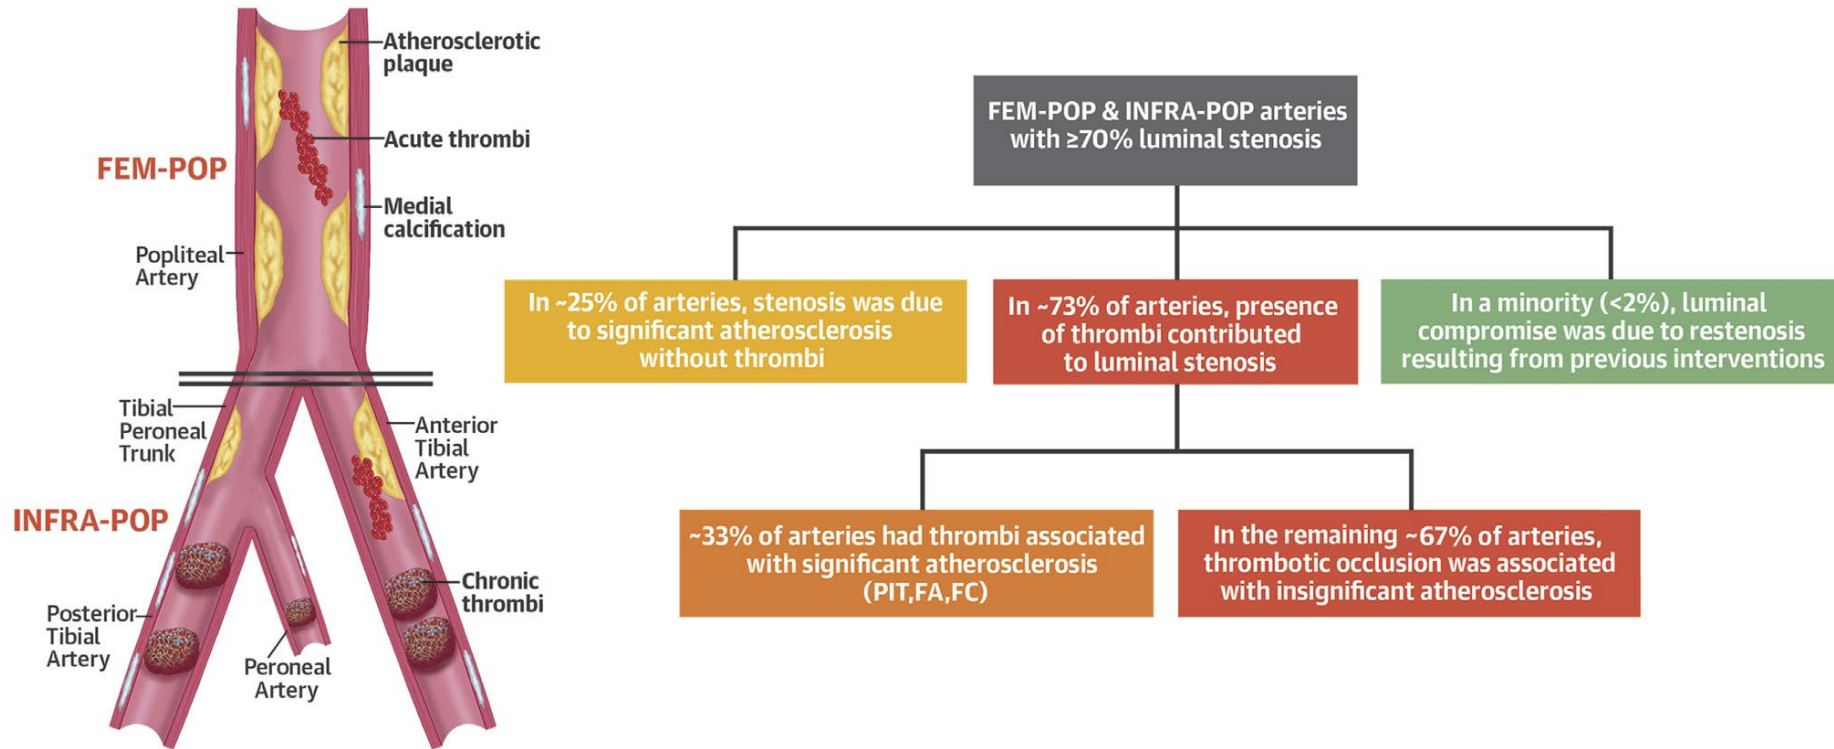 Atherosclerotic
plaque
Acute thrombi
FEM-POP
Medial
calcification
Popliteal
Artery
Tibial
Peroneal
Trunk
Anterior
Tibial
Artery
INFRA-POP
Chronic
thrombi
Posterior
Tibial
Artery
Peroneal
Artery
FEM-POP & INFRA-POP arteries
with ≥70% luminal stenosis
In ~25% of arteries, stenosis was due
to significant atherosclerosis
without thrombi
In ~73% of arteries, presence
of thrombi contributed
to luminal stenosis
In a minority (<2%), luminal
compromise was due to restenosis
resulting from previous interventions
~33% of arteries had thrombi associated
with significant atherosclerosis
(PIT,FA,FC)
In the remaining ~67% of arteries,
thrombotic occlusion was associated
with insignificant atherosclerosis